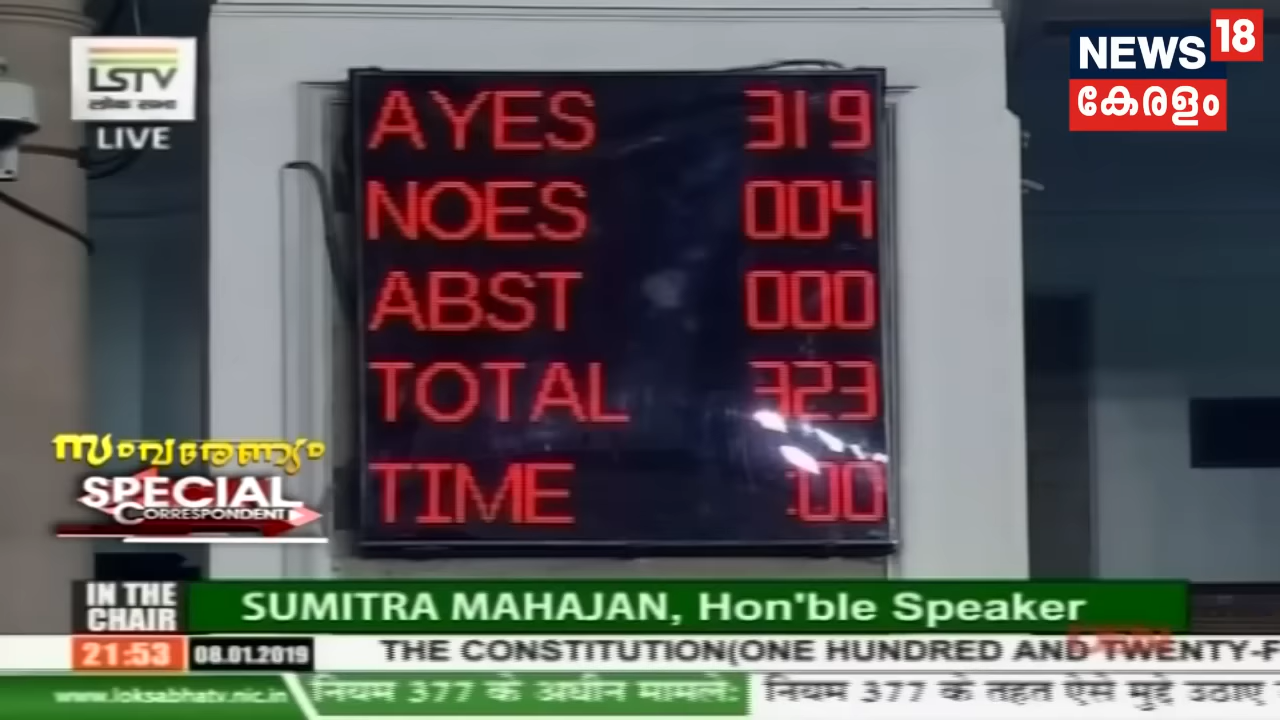 LSTV
लोक सभा
LIVE
NEWS 18
കേരളം
AYES 319
NOES 004
ABST 000
TOTAL 323
TIME :00
SPECIAL
CORRESPONDENT
IN THE CHAIR
SUMITRA MAHAJAN, Hon'ble Speaker
21:53 08.01.2019 THE CONSTITUTION(ONE HUNDRED AND TWENTY-F
www.loksabhatv.nic.in नियम 377 के अधीन मामले: नियम 377 के तहत ऐसे मुद्दे उठाए